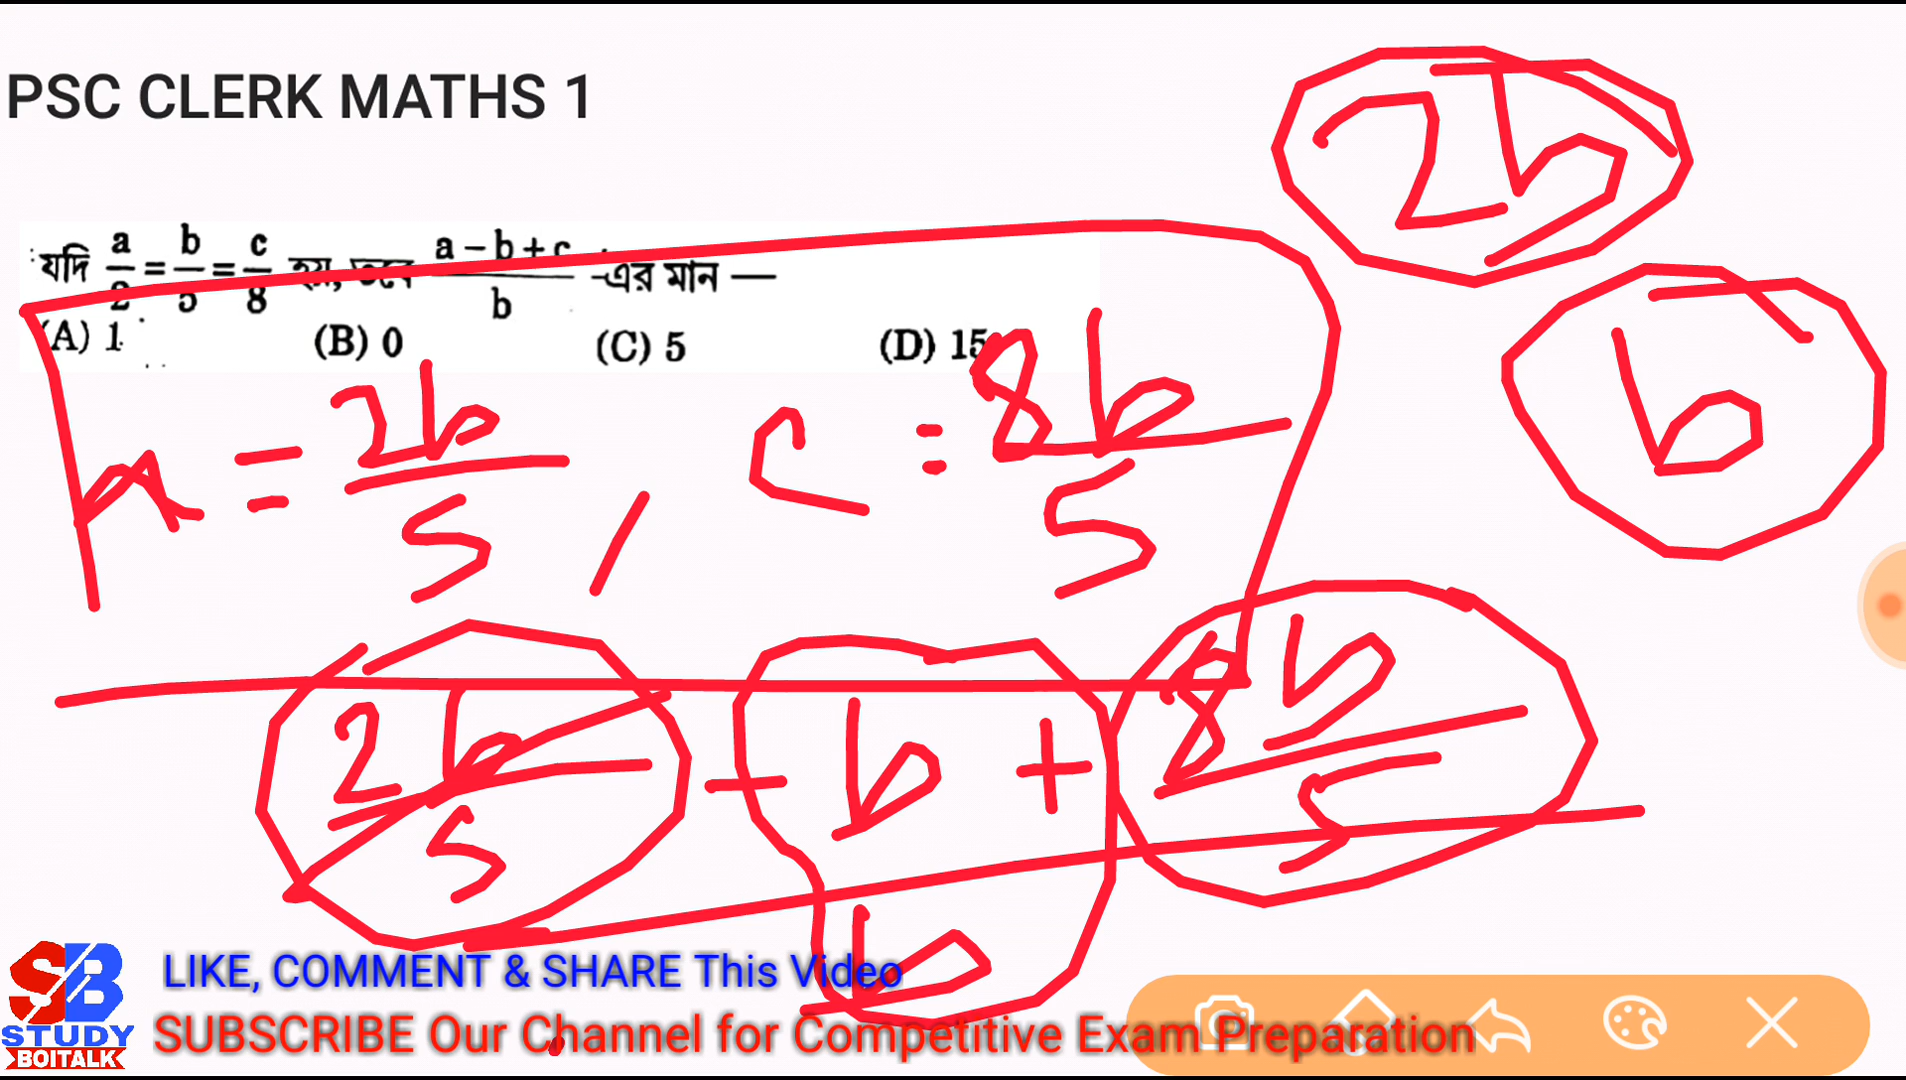 PSC CLERK MATHS 1
2b
যদি a/2 = b/5 = c/8 হয়, তবে (a - b + c)/b -এর মান —
(A) 1 (B) 0 (C) 5 (D) 15
b
a = 2b/5, c = 8b/5
2b/5 - b + 8b/5
b
LIKE, COMMENT & SHARE This Video
SUBSCRIBE Our Channel for Competitive Exam Preparation
SB
STUDY
BOITALK